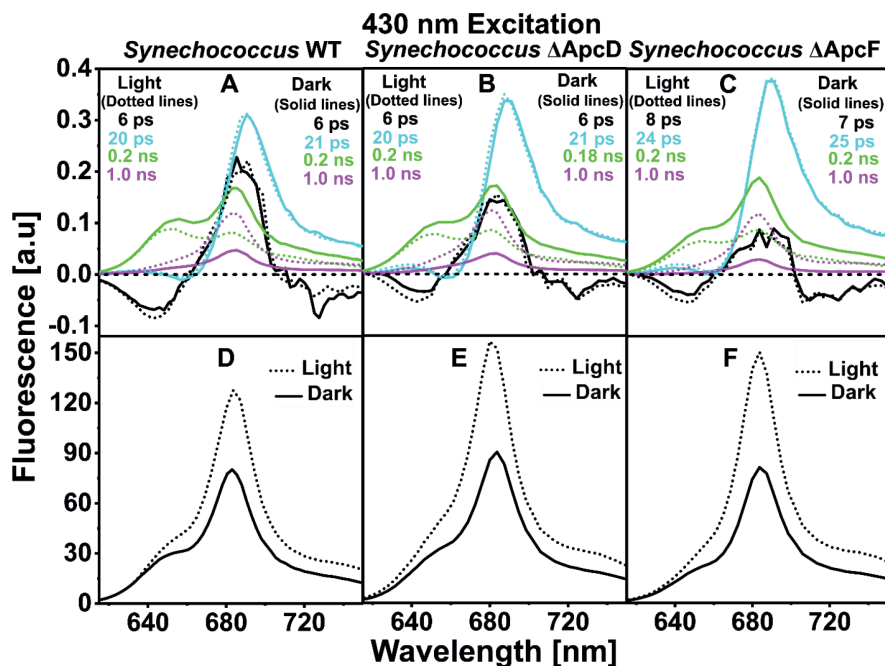 430 nm Excitation
Synechococcus WT
Synechococcus ΔApcD
Synechococcus ΔApcF
Fluorescence [a.u]
0.4
0.3
0.2
0.1
0.0
-0.1
Light
(Dotted lines)
6 ps
20 ps
0.2 ns
1.0 ns
A
Dark
(Solid lines)
6 ps
21 ps
0.2 ns
1.0 ns
Light
(Dotted lines)
6 ps
20 ps
0.2 ns
1.0 ns
B
Dark
(Solid lines)
6 ps
21 ps
0.18 ns
1.0 ns
Light
(Dotted lines)
8 ps
24 ps
0.2 ns
1.0 ns
C
Dark
(Solid lines)
7 ps
25 ps
0.2 ns
1.0 ns
150
120
90
60
30
0
D
Light
Dark
E
Light
Dark
F
Light
Dark
640 680 720
640 680 720
640 680 720
Wavelength [nm]